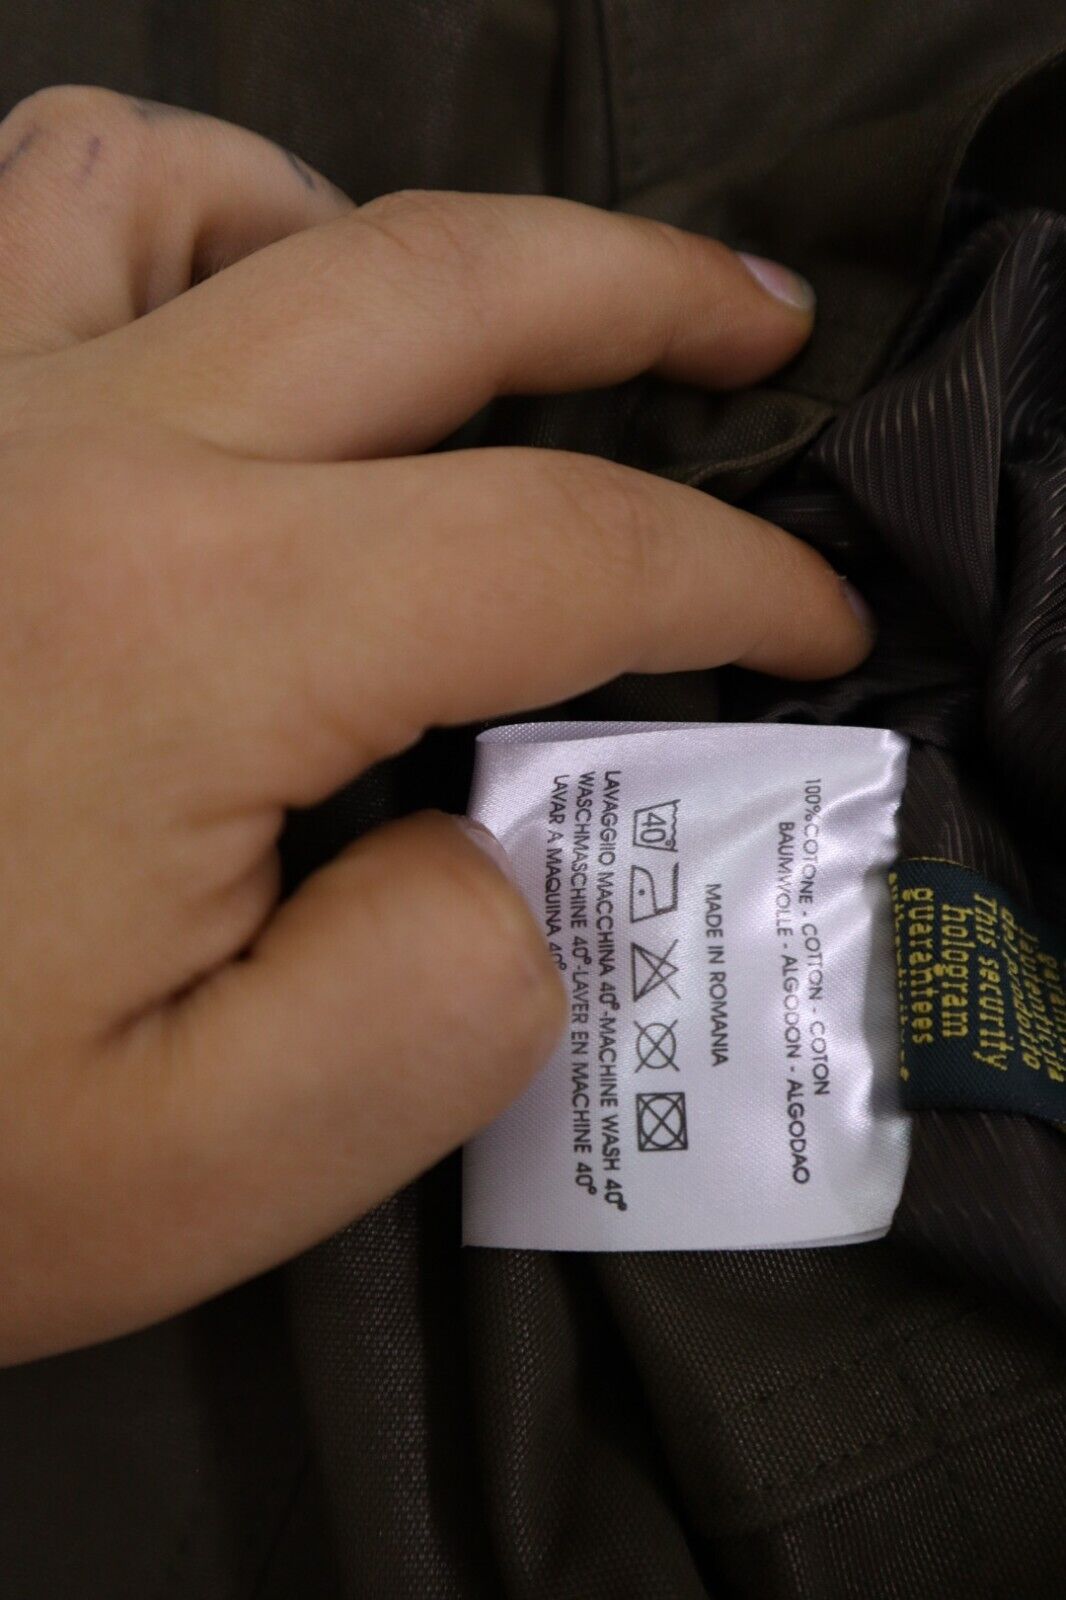 100%COTONE - COTTON - COTON
BAUMWOLLE - ALGODON - ALGODAO
MADE IN ROMANIA
40
LAVAGGIO MACCHINA 40°-MACHINE WASH 40°
WASCHMASCHINE 40°-LAVER EN MACHINE 40°
LAVAR A MAQUINA 40°
This security
hologram
guarantees